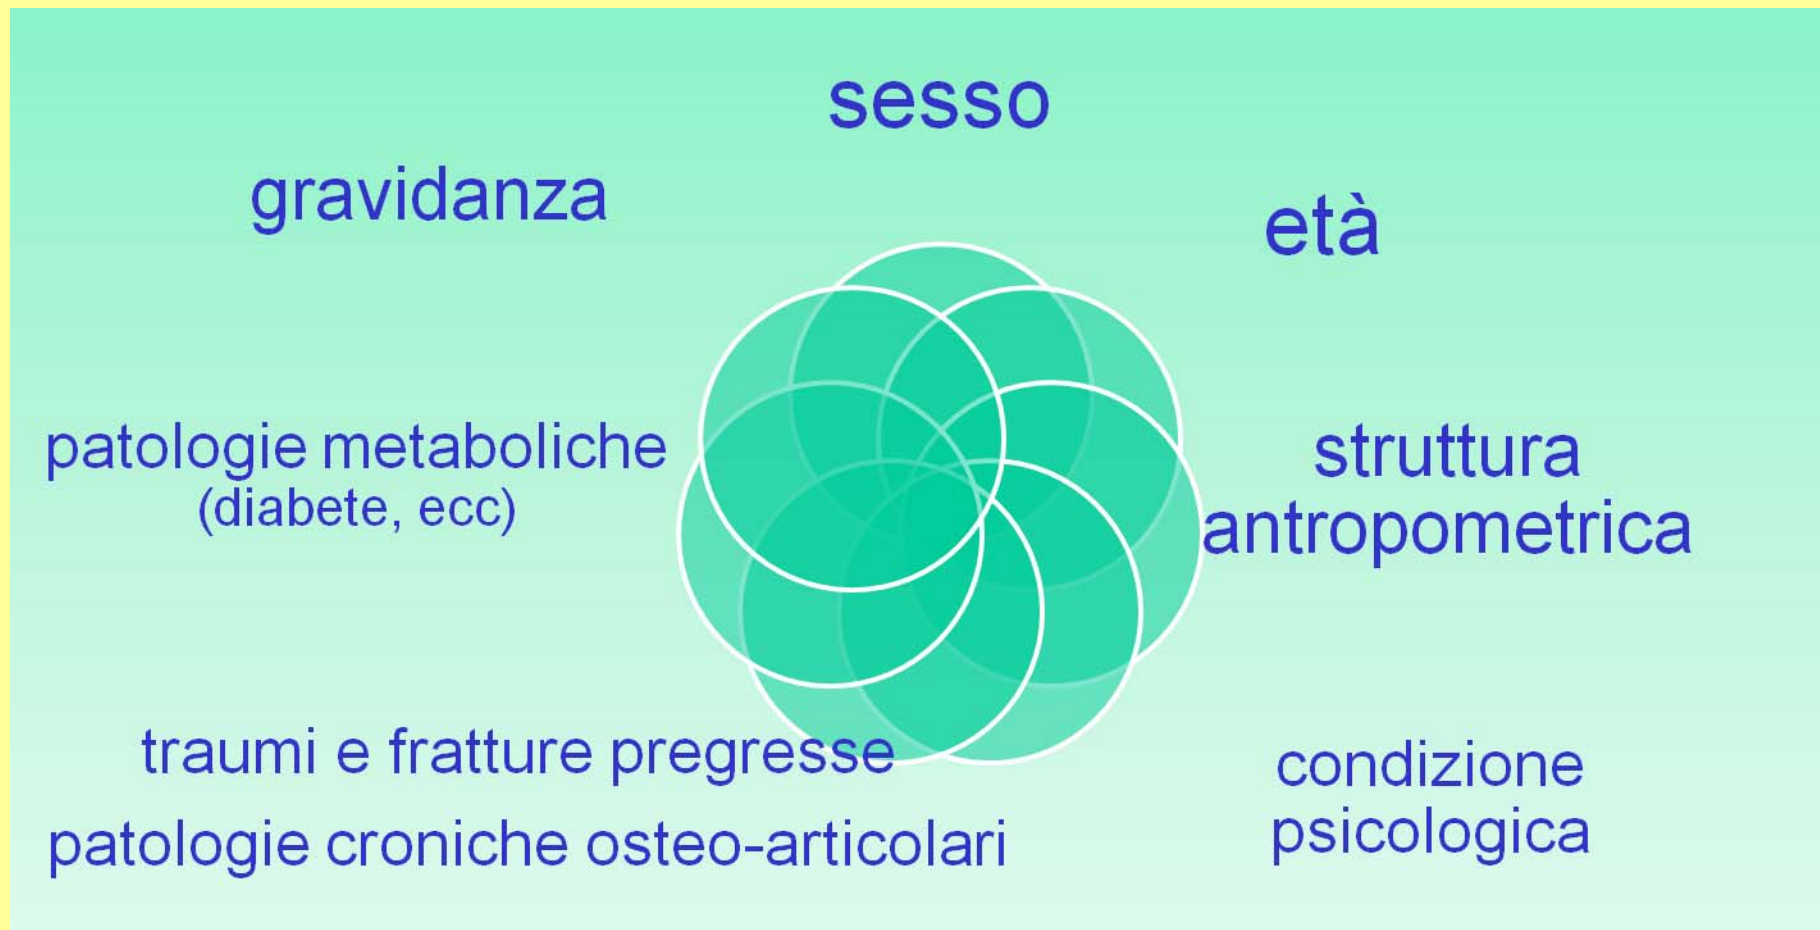 sesso
gravidanza
età
patologie metaboliche
(diabete, ecc)
struttura
antropometrica
traumi e fratture pregresse
patologie croniche osteo-articolari
condizione
psicologica